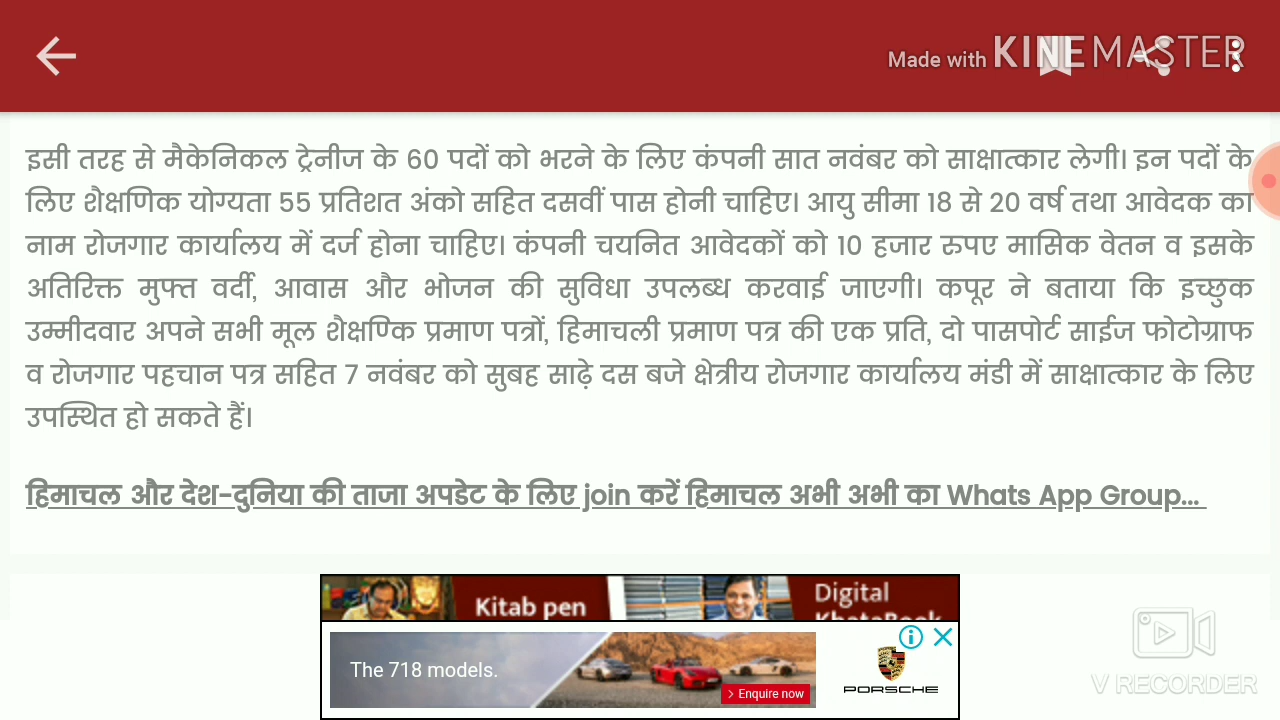 Made with KINEMASTER
इसी तरह से मैकेनिकल ट्रेनीज के 60 पदों को भरने के लिए कंपनी सात नवंबर को साक्षात्कार लेगी। इन पदों के
लिए शैक्षणिक योग्यता 55 प्रतिशत अंको सहित दसवीं पास होनी चाहिए। आयु सीमा 18 से 20 वर्ष तथा आवेदक का
नाम रोजगार कार्यालय में दर्ज होना चाहिए। कंपनी चयनित आवेदकों को 10 हजार रुपए मासिक वेतन व इसके
अतिरिक्त मुफ्त वर्दी, आवास और भोजन की सुविधा उपलब्ध करवाई जाएगी। कपूर ने बताया कि इच्छुक
उम्मीदवार अपने सभी मूल शैक्षण्कि प्रमाण पत्रों, हिमाचली प्रमाण पत्र की एक प्रति, दो पासपोर्ट साईज फोटोग्राफ
व रोजगार पहचान पत्र सहित 7 नवंबर को सुबह साढ़े दस बजे क्षेत्रीय रोजगार कार्यालय मंडी में साक्षात्कार के लिए
उपस्थित हो सकते हैं।
हिमाचल और देश-दुनिया की ताजा अपडेट के लिए join करें हिमाचल अभी अभी का Whats App Group...
Kitab pen
Digital
KhataBook
The 718 models.
Enquire now
PORSCHE
V RECORDER